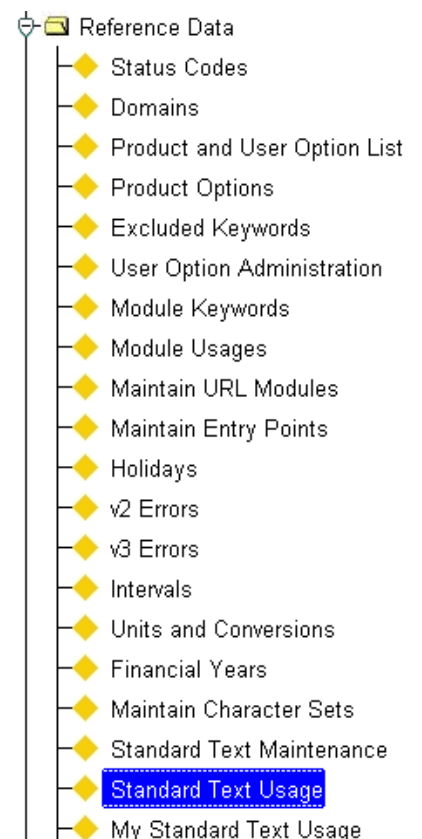 Reference Data
Status Codes
Domains
Product and User Option List
Product Options
Excluded Keywords
User Option Administration
Module Keywords
Module Usages
Maintain URL Modules
Maintain Entry Points
Holidays
v2 Errors
v3 Errors
Intervals
Units and Conversions
Financial Years
Maintain Character Sets
Standard Text Maintenance
Standard Text Usage
My Standard Text Usage